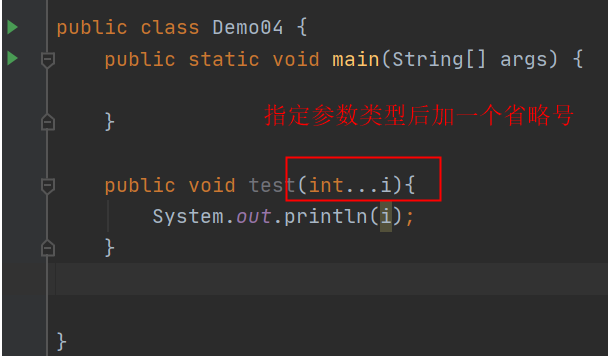 public class Demo04 {
public static void main(String[] args) {
指定参数类型后加一个省略号
}
public void test(int...i){
System.out.println(i);
}
}